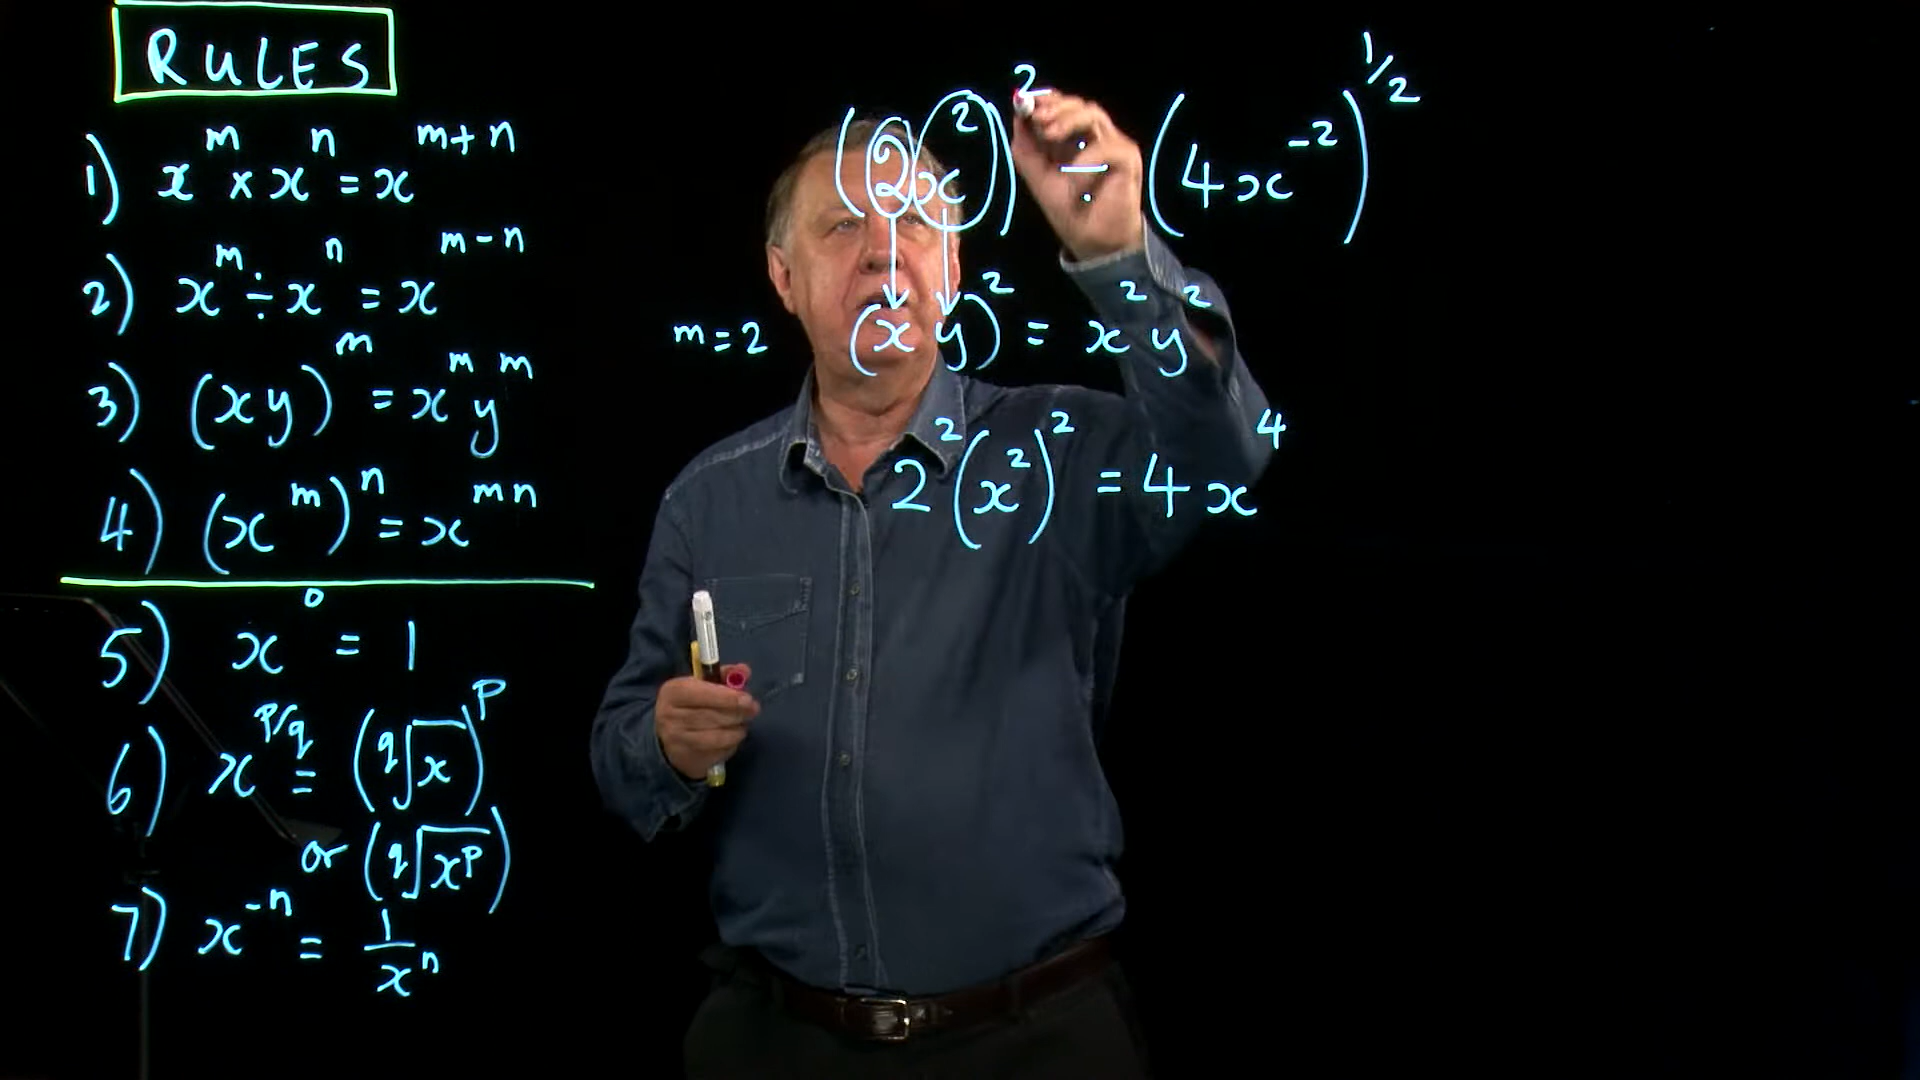 RULES
1) x^m × x^n = x^(m+n)
2) x^m ÷ x^n = x^(m-n)
3) (xy)^m = x^m y^m
4) (x^m)^n = x^(mn)
5) x^0 = 1
6) x^(p/q) = (q√x)^p
or (q√x^p)
7) x^-n = 1/x^n
(2x^2)^2 ÷ (4x^-2)^1/2
m=2 (xy)^2 = x^2 y^2
2^2 (x^2)^2 = 4x^4